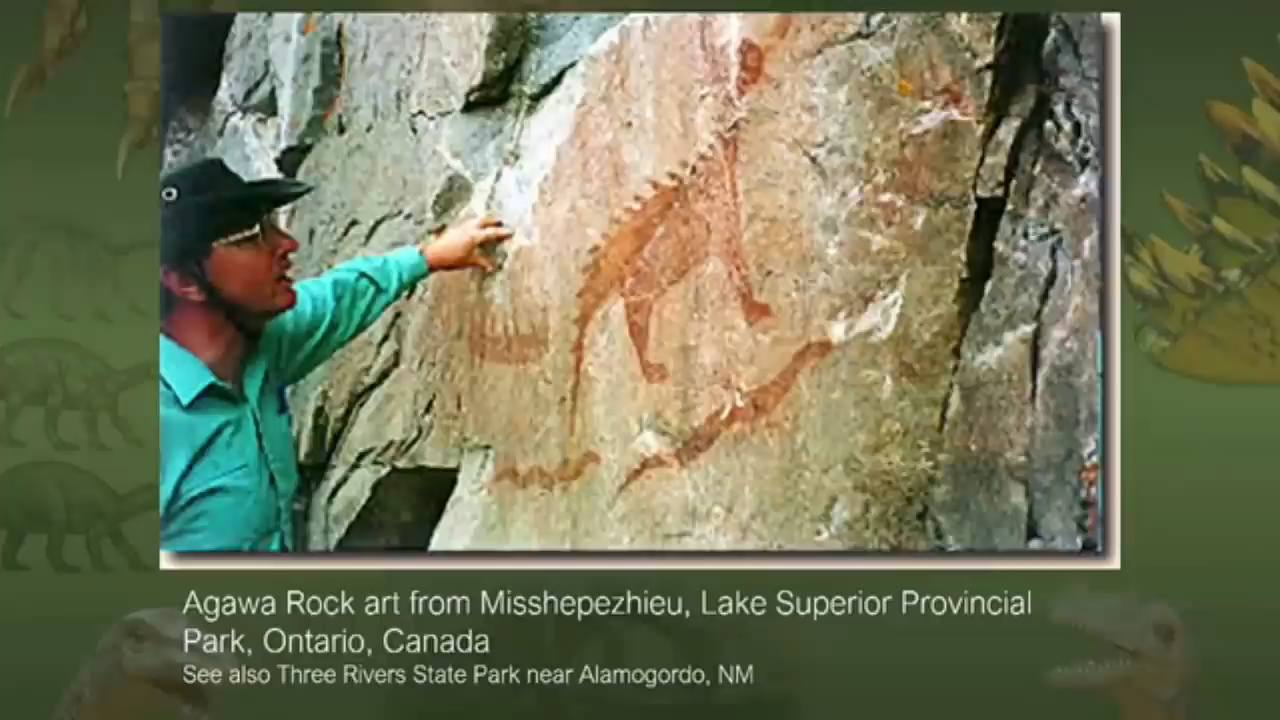 Agawa Rock art from Misshepezhieu, Lake Superior Provincial
Park, Ontario, Canada
See also Three Rivers State Park near Alamogordo, NM